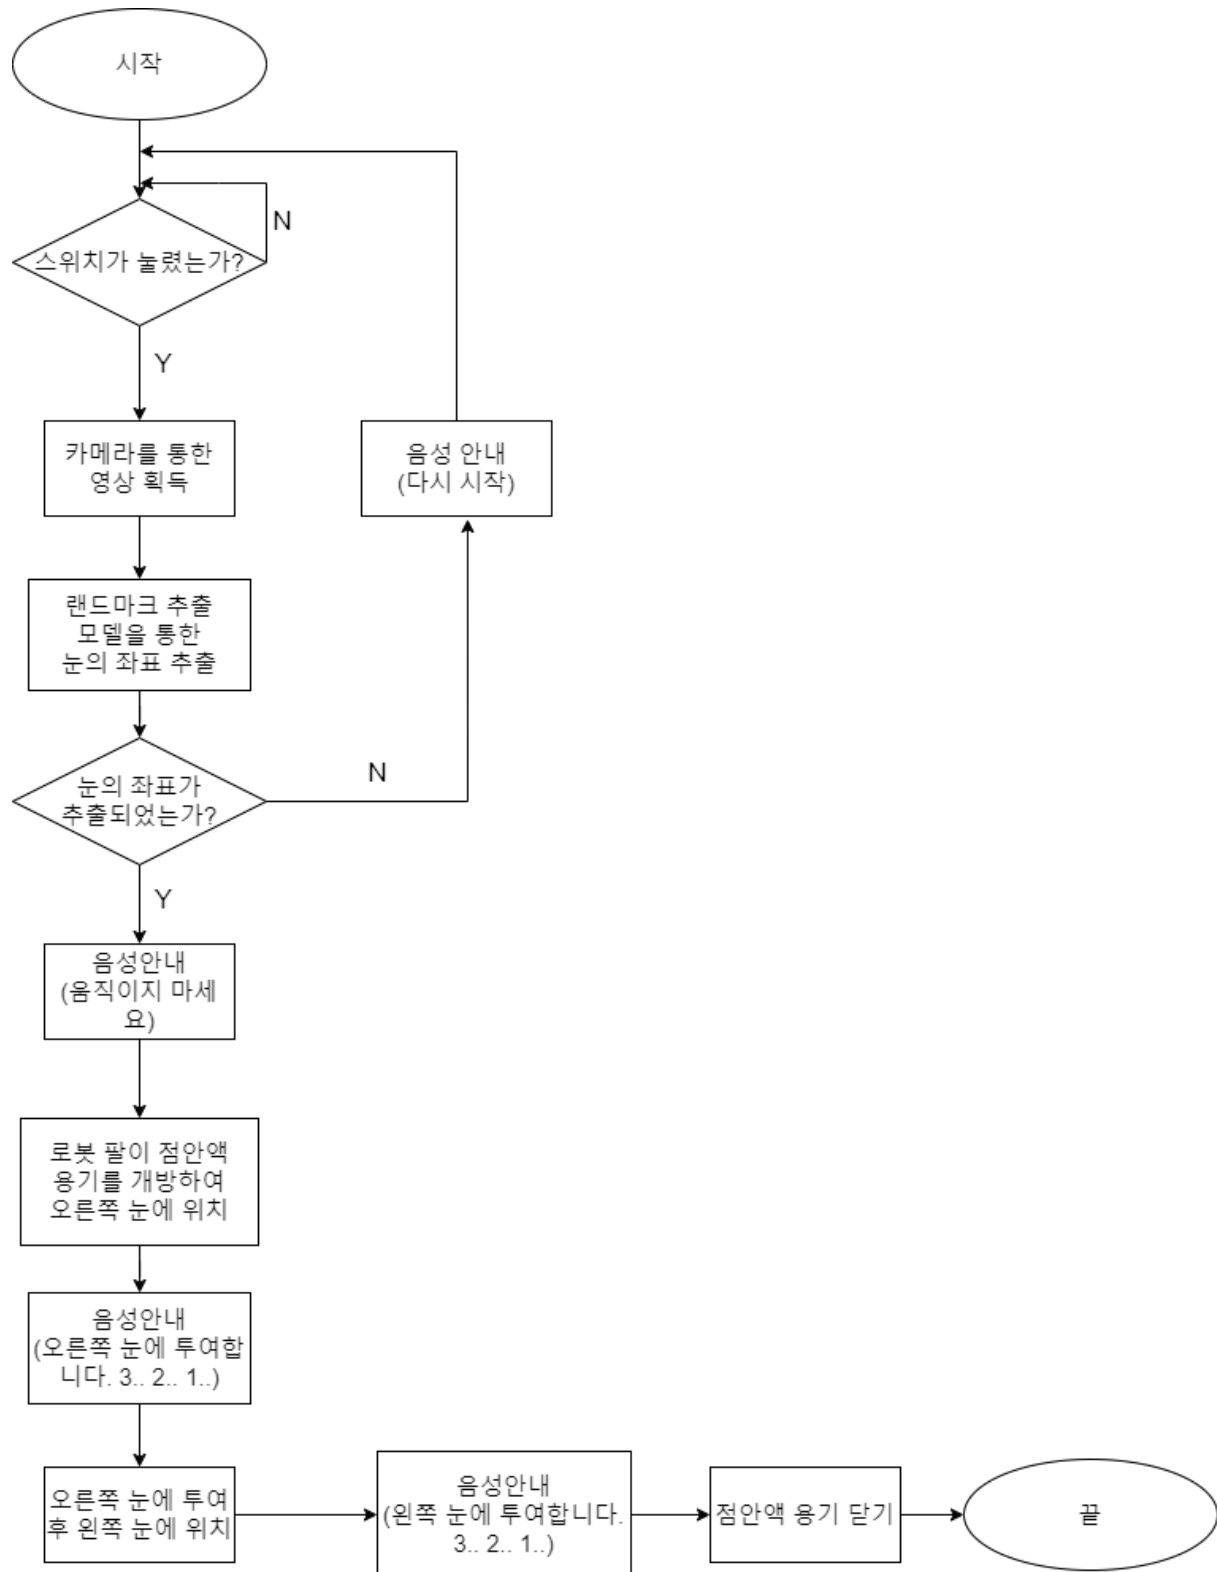 시작
N
스위치가 눌렸는가?
Y
카메라를 통한
영상 획득
음성 안내
(다시 시작)
랜드마크 추출
모델을 통한
눈의 좌표 추출
눈의 좌표가
추출되었는가?
N
Y
음성안내
(움직이지 마세
요)
로봇 팔이 점안액
용기를 개방하여
오른쪽 눈에 위치
음성안내
(오른쪽 눈에 투여합
니다. 3.. 2.. 1..)
오른쪽 눈에 투여
후 왼쪽 눈에 위치
음성안내
(왼쪽 눈에 투여합니다.
3.. 2.. 1..)
점안액 용기 닫기
끝